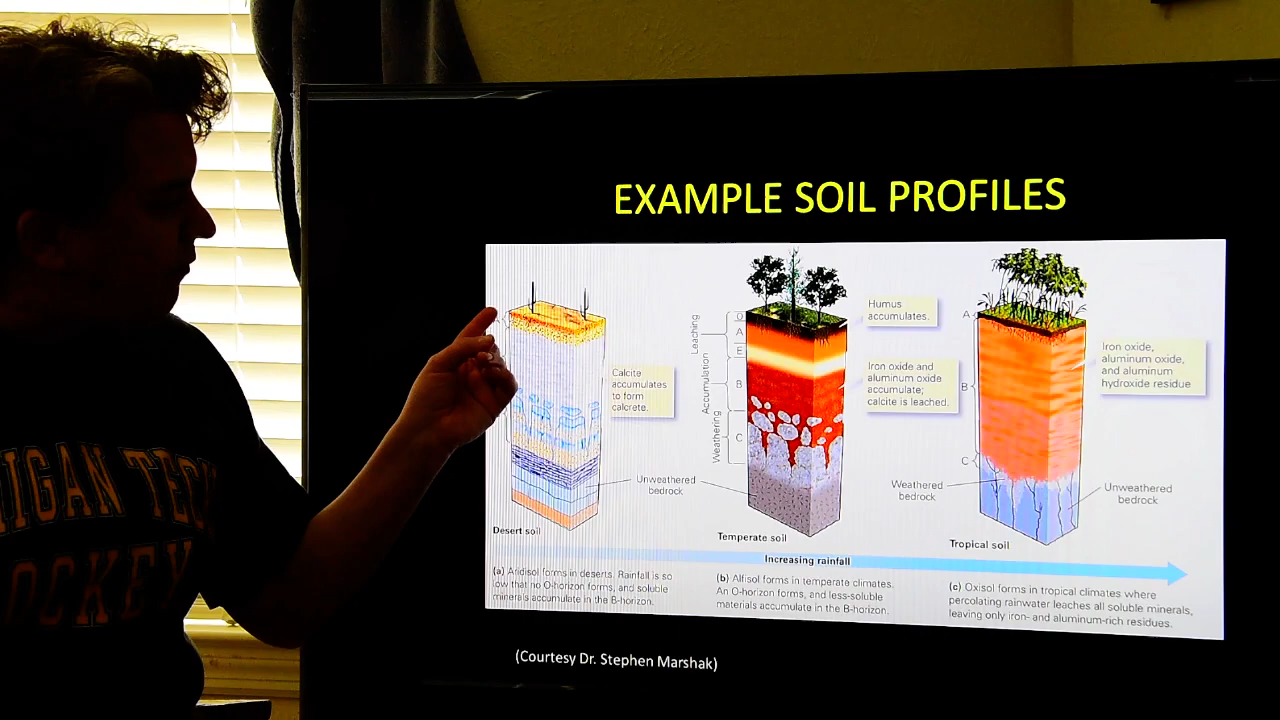 EXAMPLE SOIL PROFILES
Calcite
accumulates
to form
calcrete.
Unweathered
bedrock
Desert soil
Leaching
Accumulation
Weathering
O
A
E
B
C
Humus
accumulates.
Iron oxide and
aluminum oxide
accumulate;
calcite is leached.
Temperate soil
A
B
C
Iron oxide,
aluminum oxide,
and aluminum
hydroxide residue
Weathered
bedrock
Unweathered
bedrock
Tropical soil
Increasing rainfall
(a) Aridisol forms in deserts. Rainfall is so
low that no O-horizon forms, and soluble
minerals accumulate in the B-horizon.
(b) Alfisol forms in temperate climates.
An O-horizon forms, and less-soluble
materials accumulate in the B-horizon.
(c) Oxisol forms in tropical climates where
percolating rainwater leaches all soluble minerals,
leaving only iron- and aluminum-rich residues.
(Courtesy Dr. Stephen Marshak)
HIGAN TECH
OCKEY